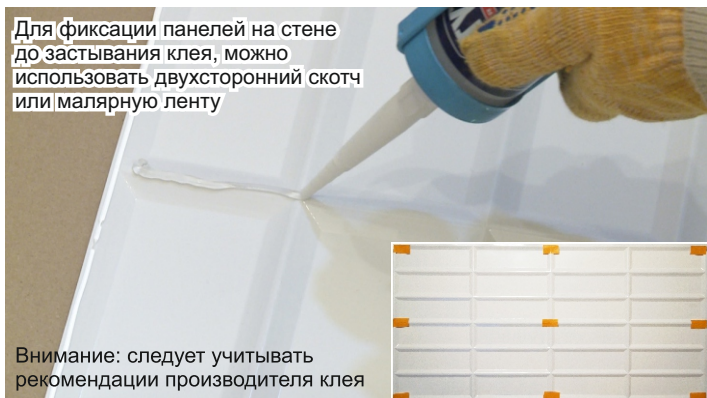 Для фиксации панелей на стене
до застывания клея, можно
использовать двухсторонний скотч
или малярную ленту
Внимание: следует учитывать
рекомендации производителя клея